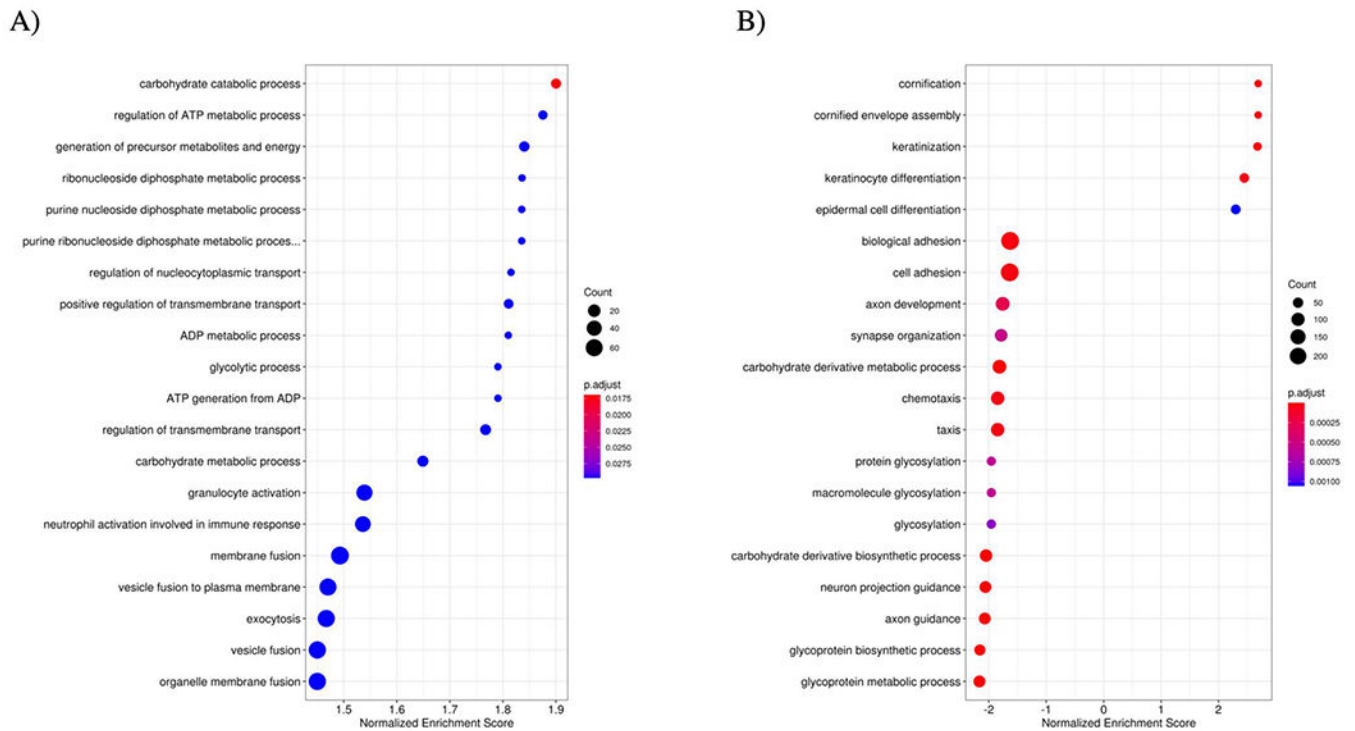 A)
carbohydrate catabolic process
regulation of ATP metabolic process
generation of precursor metabolites and energy
ribonucleoside diphosphate metabolic process
purine nucleoside diphosphate metabolic process
purine ribonucleoside diphosphate metabolic proces...
regulation of nucleocytoplasmic transport
positive regulation of transmembrane transport
ADP metabolic process
glycolytic process
ATP generation from ADP
regulation of transmembrane transport
carbohydrate metabolic process
granulocyte activation
neutrophil activation involved in immune response
membrane fusion
vesicle fusion to plasma membrane
exocytosis
vesicle fusion
organelle membrane fusion
1.5 1.6 1.7 1.8 1.9
Normalized Enrichment Score
Count
20
40
60
p.adjust
0.0175
0.0200
0.0225
0.0250
0.0275
B)
cornification
cornified envelope assembly
keratinization
keratinocyte differentiation
epidermal cell differentiation
biological adhesion
cell adhesion
axon development
synapse organization
carbohydrate derivative metabolic process
chemotaxis
taxis
protein glycosylation
macromolecule glycosylation
glycosylation
carbohydrate derivative biosynthetic process
neuron projection guidance
axon guidance
glycoprotein biosynthetic process
glycoprotein metabolic process
-2 -1 0 1 2
Normalized Enrichment Score
Count
50
100
150
200
p.adjust
0.00025
0.00050
0.00075
0.00100